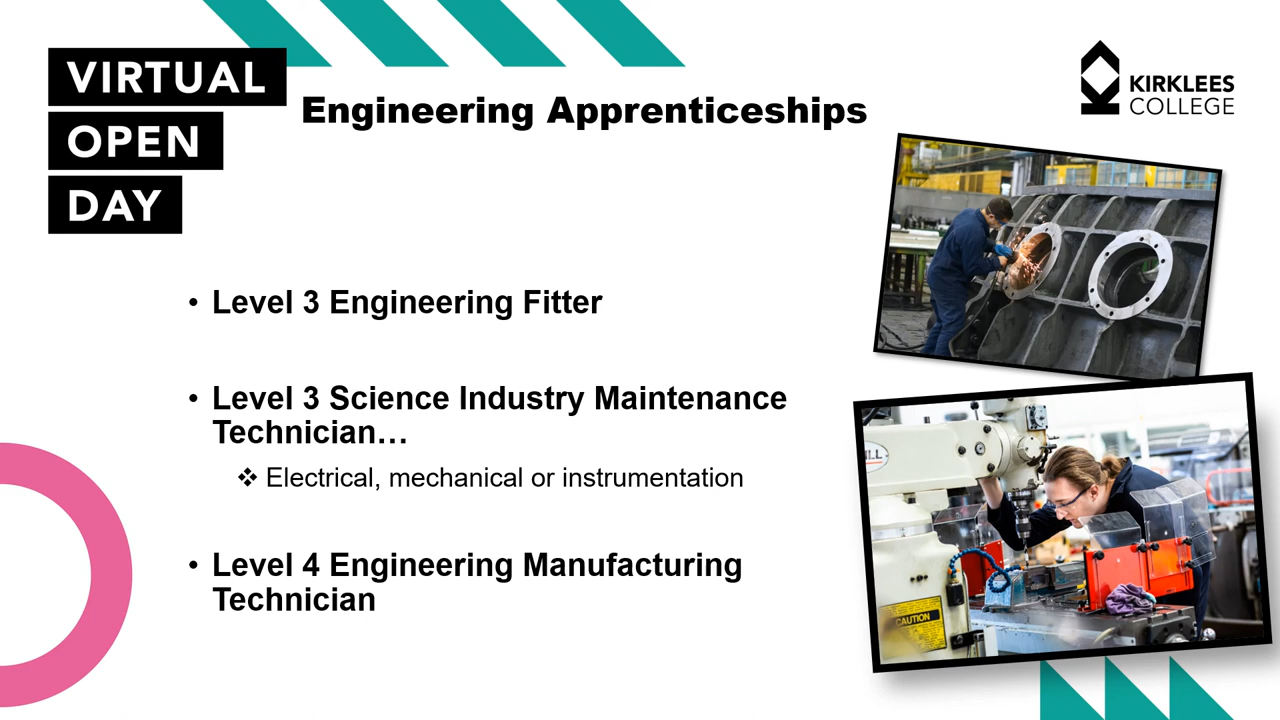 VIRTUAL
OPEN
DAY
Engineering Apprenticeships
KIRKLEES
COLLEGE
• Level 3 Engineering Fitter
• Level 3 Science Industry Maintenance
Technician…
❖ Electrical, mechanical or instrumentation
• Level 4 Engineering Manufacturing
Technician
CAUTION